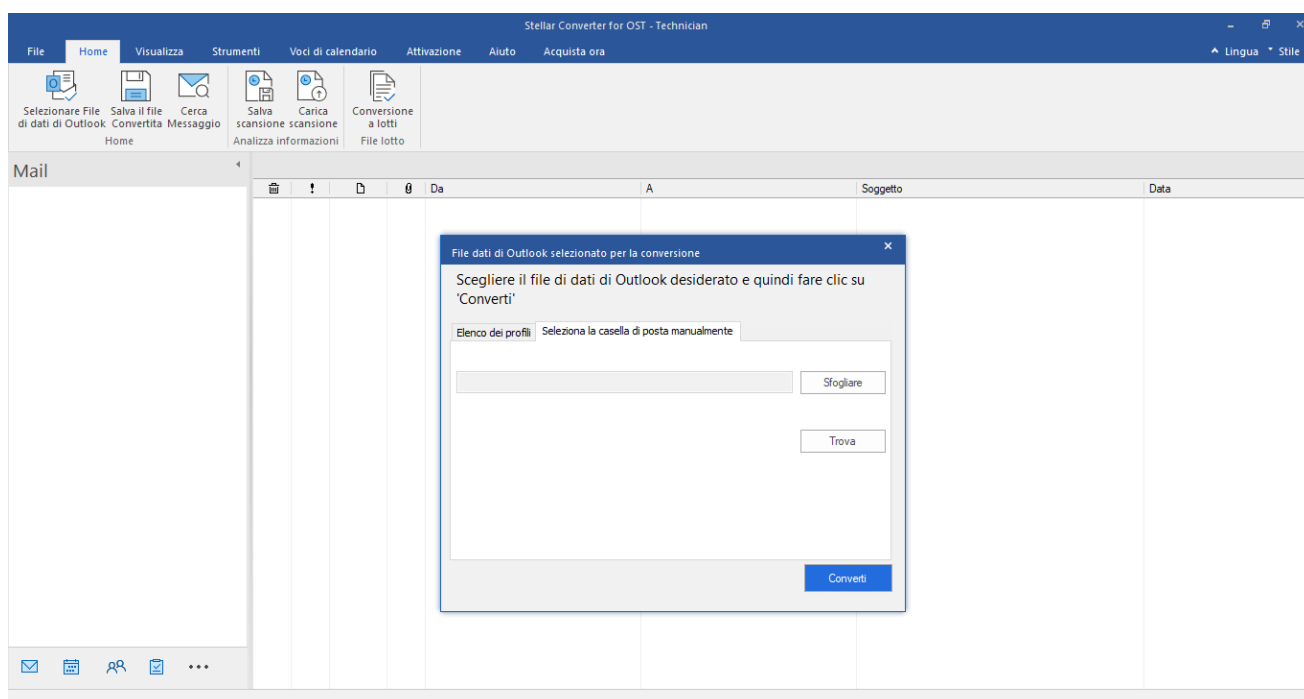 Stellar Converter for OST - Technician
File Home Visualizza Strumenti Voci di calendario Attivazione Aiuto Acquista ora Lingua Stile
Selezionare File
di dati di Outlook
Salva il file
Convertita
Cerca
Messaggio
Home
Salva
scansione
Carica
scansione
Analizza informazioni
Conversione
a lotti
File lotto
Mail
Da A Soggetto Data
File dati di Outlook selezionato per la conversione
Scegliere il file di dati di Outlook desiderato e quindi fare clic su
'Converti'
Elenco dei profili Seleziona la casella di posta manualmente
Sfogliare
Trova
Converti